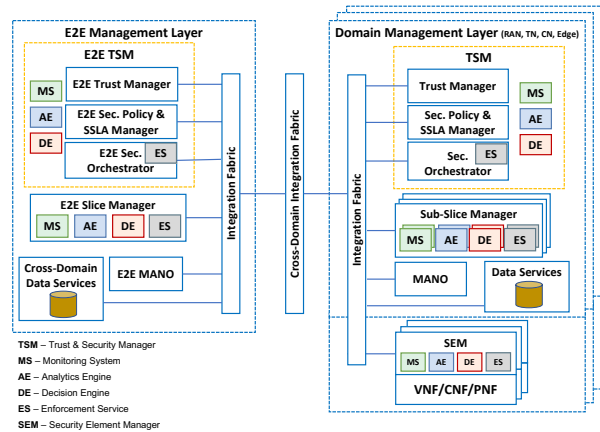 E2E Management Layer
E2E TSM
MS
AE
DE
E2E Trust Manager
E2E Sec. Policy &
SSLA Manager
E2E Sec.
Orchestrator
ES
E2E Slice Manager
MS
AE
DE
ES
Cross-Domain
Data Services
E2E MANO
Integration Fabric
Cross-Domain Integration Fabric
Domain Management Layer (RAN, TN, CN, Edge)
TSM
Trust Manager
Sec. Policy &
SSLA Manager
Sec.
Orchestrator
ES
MS
AE
DE
Integration Fabric
Sub-Slice Manager
MS
AE
DE
ES
MANO
Data Services
SEM
MS
AE
DE
ES
VNF/CNF/PNF
TSM – Trust & Security Manager
MS – Monitoring System
AE – Analytics Engine
DE – Decision Engine
ES – Enforcement Service
SEM – Security Element Manager